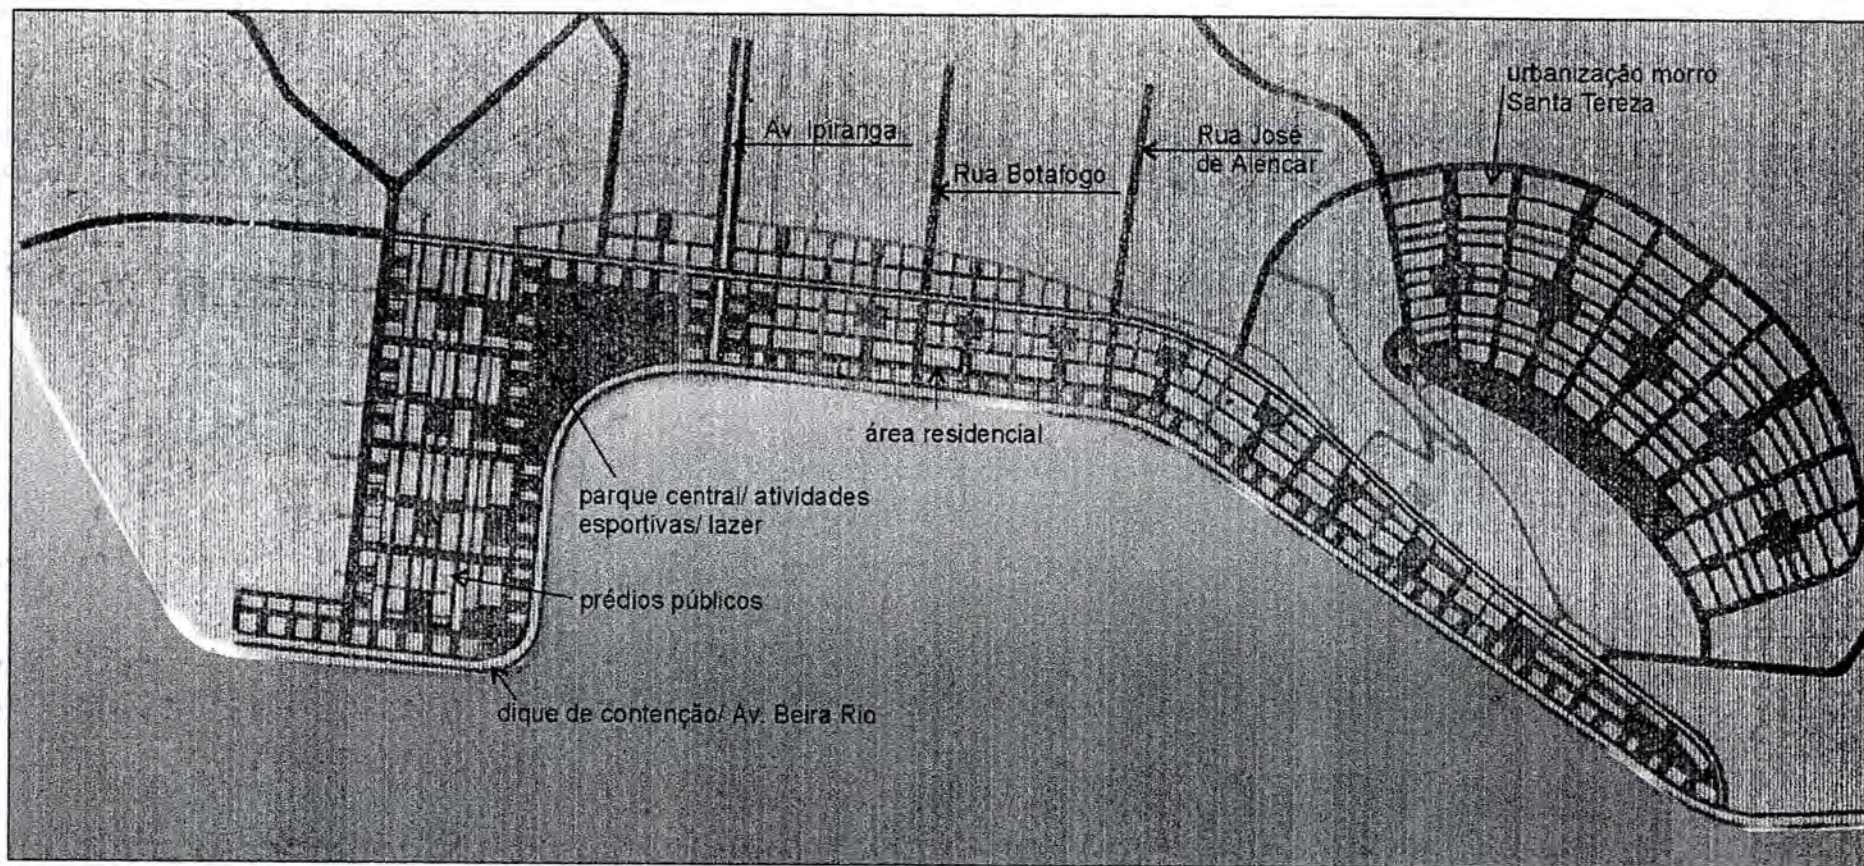 urbanização morro
Santa Tereza
Av. Ipiranga
Rua José
de Alencar
Rua Botafogo
área residencial
parque central/ atividades
esportivas/ lazer
prédios públicos
dique de contenção/ Av. Beira Rio